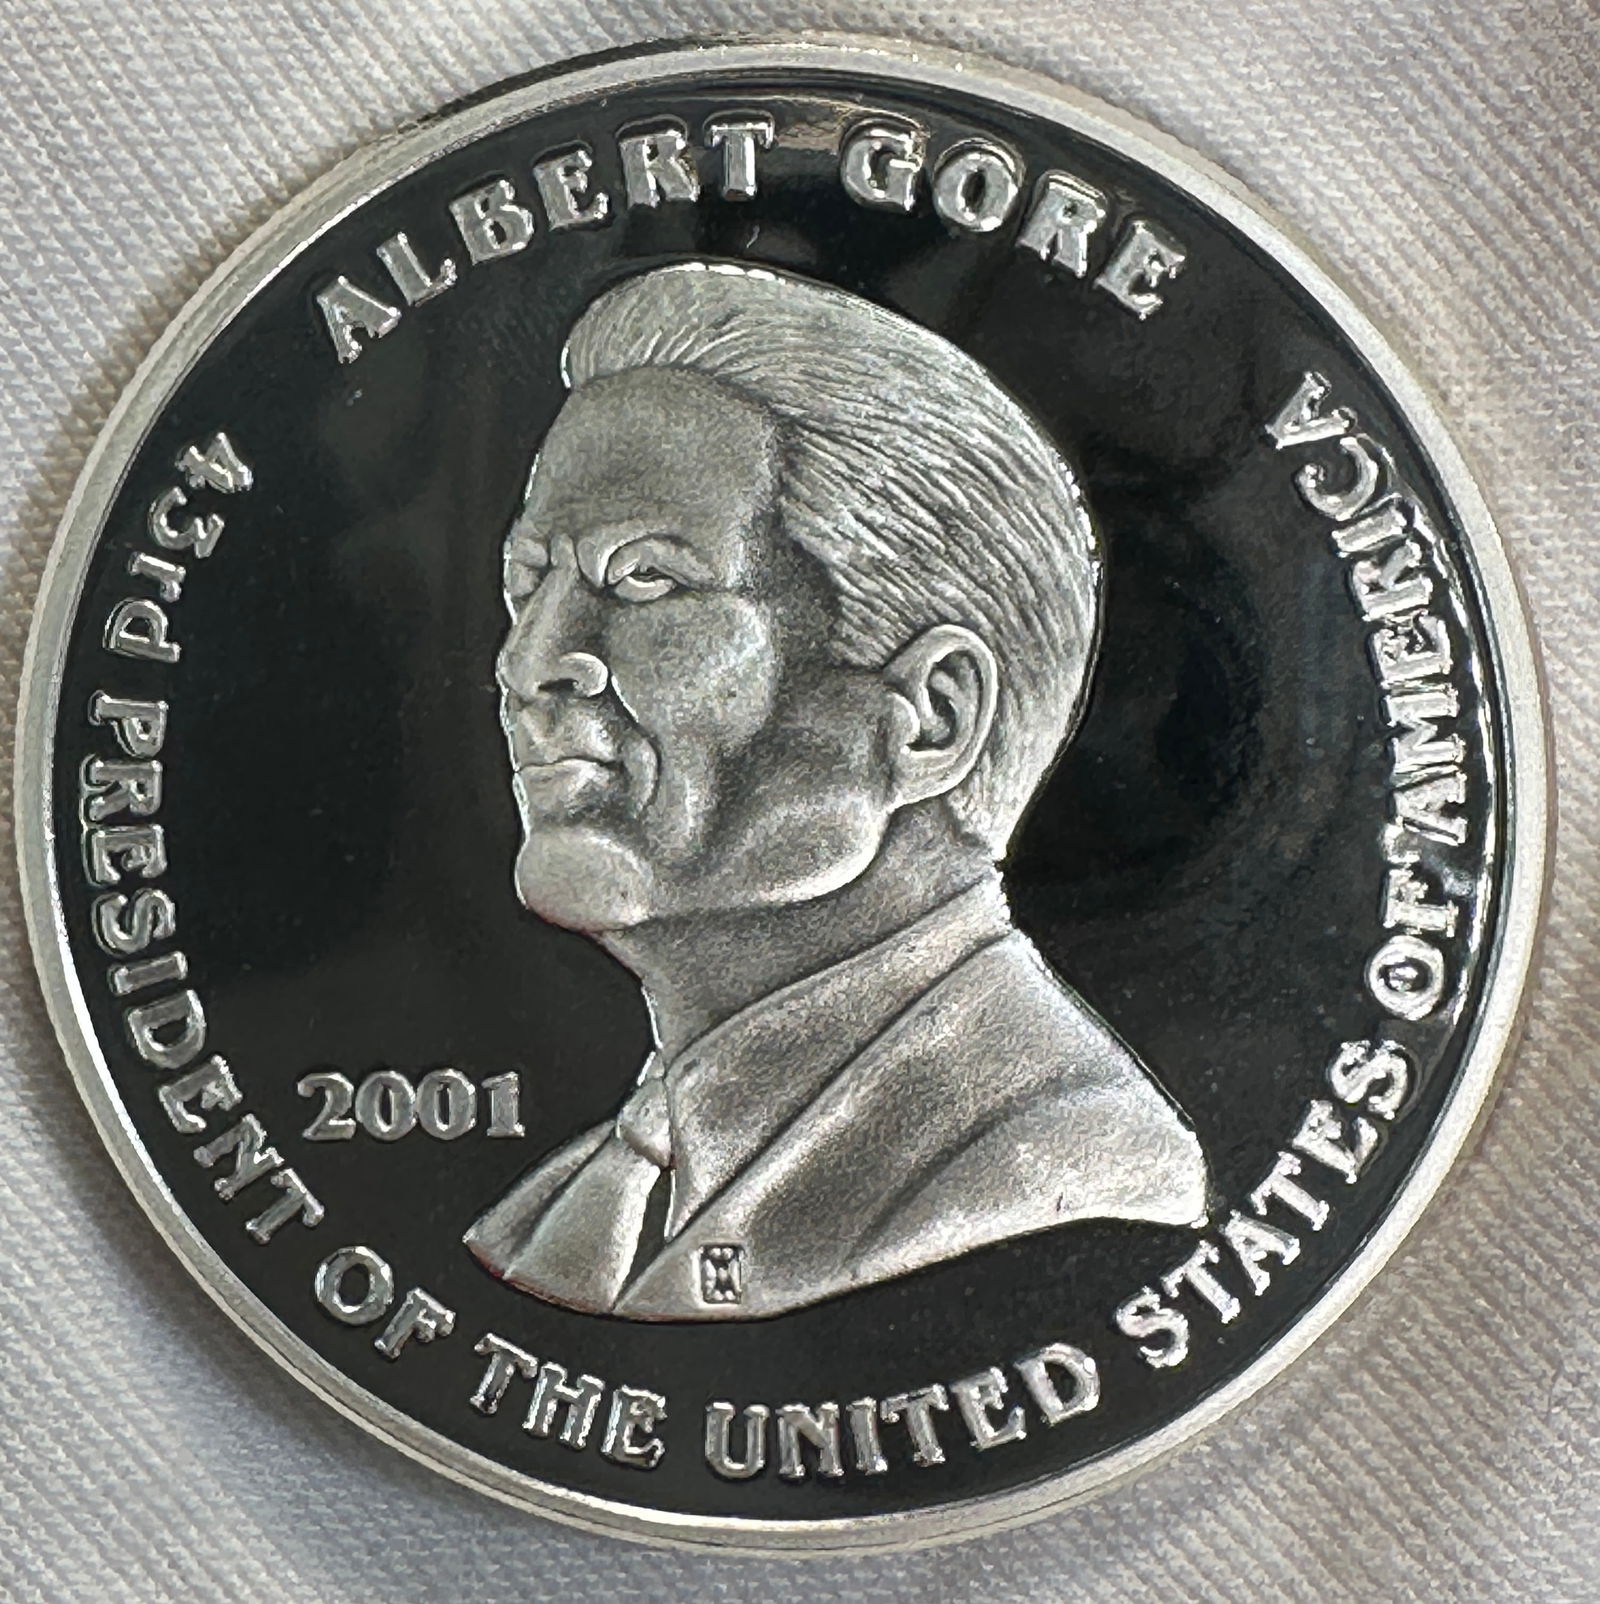 ALBERT GORE
43rd PRESIDENT OF THE UNITED STATES OF AMERICA
2001